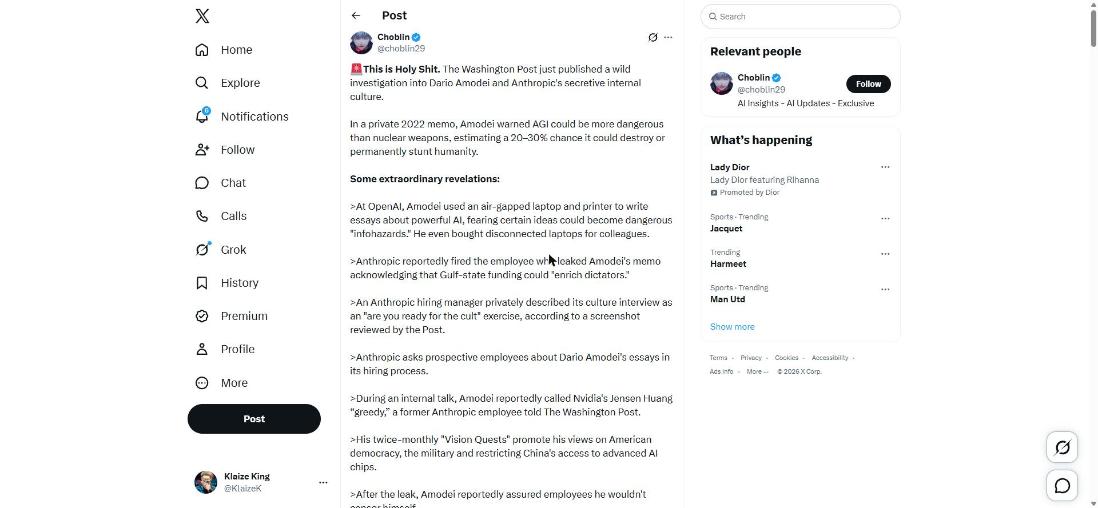 Post
Choblin
@choblin29
🚨This is Holy Shit. The Washington Post just published a wild
investigation into Dario Amodei and Anthropic's secretive internal
culture.
In a private 2022 memo, Amodei warned AGI could be more dangerous
than nuclear weapons, estimating a 20–30% chance it could destroy or
permanently stunt humanity.
Some extraordinary revelations:
>At OpenAI, Amodei used an air-gapped laptop and printer to write
essays about powerful AI, fearing certain ideas could become dangerous
"infohazards." He even bought disconnected laptops for colleagues.
>Anthropic reportedly fired the employee who leaked Amodei's memo
acknowledging that Gulf-state funding could "enrich dictators."
>An Anthropic hiring manager privately described its culture interview as
an "are you ready for the cult" exercise, according to a screenshot
reviewed by the Post.
>Anthropic asks prospective employees about Dario Amodei's essays in
its hiring process.
>During an internal talk, Amodei reportedly called Nvidia's Jensen Huang
“greedy,” a former Anthropic employee told The Washington Post.
>His twice-monthly "Vision Quests" promote his views on American
democracy, the military and restricting China's access to advanced AI
chips.
>After the leak, Amodei reportedly assured employees he wouldn't
censor himself
Home
Explore
Notifications
Follow
Chat
Calls
Grok
History
Premium
Profile
More
Post
Klaize King
@KlaizeK
Search
Relevant people
Choblin
@choblin29
Follow
AI Insights - AI Updates - Exclusive
What's happening
Lady Dior
Lady Dior featuring Rihanna
Promoted by Dior
Sports · Trending
Jacquet
Trending
Harmeet
Sports · Trending
Man Utd
Show more
Terms · Privacy · Cookies · Accessibility ·
Ads info · More ··· © 2026 X Corp.